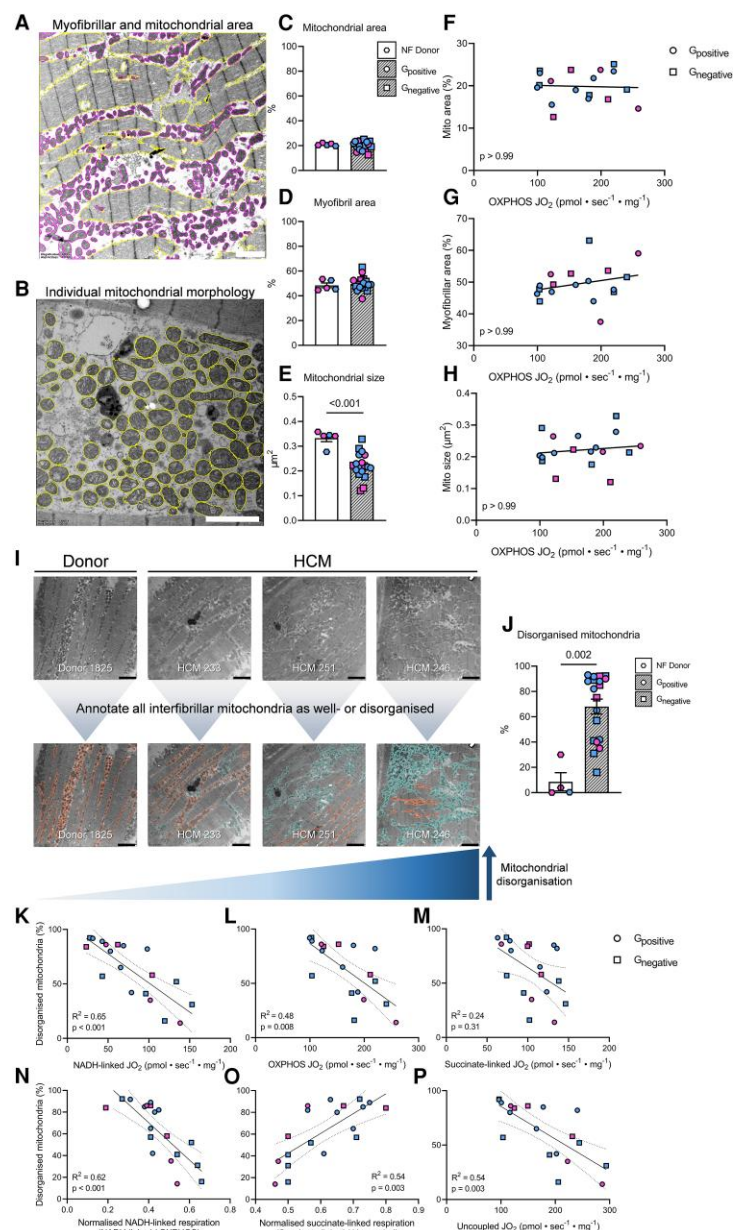 A Myofibrillar and mitochondrial area
B Individual mitochondrial morphology
C Mitochondrial area
100
80
60
40
20
0
%
NF Donor
Gpositive
Gnegative
D Myofibril area
100
80
60
40
20
0
%
E Mitochondrial size
<0.001
0.4
0.3
0.2
0.1
0.0
µm²
F
Mito area (%)
30
20
10
0
p > 0.99
0 100 200 300
OXPHOS JO₂ (pmol • sec⁻¹ • mg⁻¹)
Gpositive
Gnegative
G
Myofibrillar area (%)
70
60
50
40
30
p > 0.99
0 100 200 300
OXPHOS JO₂ (pmol • sec⁻¹ • mg⁻¹)
H
Mito size (µm²)
0.4
0.3
0.2
0.1
0.0
p > 0.99
0 100 200 300
OXPHOS JO₂ (pmol • sec⁻¹ • mg⁻¹)
I Donor HCM
Donor 1825 HCM 233 HCM 251 HCM 246
Annotate all interfibrillar mitochondria as well- or disorganised
Donor 1825 HCM 233 HCM 251 HCM 246
Mitochondrial
disorganisation
J Disorganised mitochondria
0.002
100
80
60
40
20
0
%
NF Donor
Gpositive
Gnegative
K
Disorganised mitochondria (%)
100
50
0
R² = 0.65
p < 0.001
0 50 100 150 200
NADH-linked JO₂ (pmol • sec⁻¹ • mg⁻¹)
L
100
50
0
R² = 0.48
p = 0.008
0 100 200 300
OXPHOS JO₂ (pmol • sec⁻¹ • mg⁻¹)
M
100
50
0
R² = 0.24
p = 0.31
0 50 100 150 200
Succinate-linked JO₂ (pmol • sec⁻¹ • mg⁻¹)
Gpositive
Gnegative
N
Disorganised mitochondria (%)
100
80
60
40
20
0
R² = 0.62
p < 0.001
0.0 0.2 0.4 0.6 0.8
Normalised NADH-linked respiration
O
100
80
60
40
20
0
R² = 0.54
p = 0.003
0.4 0.5 0.6 0.7 0.8 0.9
Normalised succinate-linked respiration
P
100
50
0
R² = 0.54
p = 0.003
0 100 200 300
Uncoupled JO₂ (pmol • sec⁻¹ • mg⁻¹)